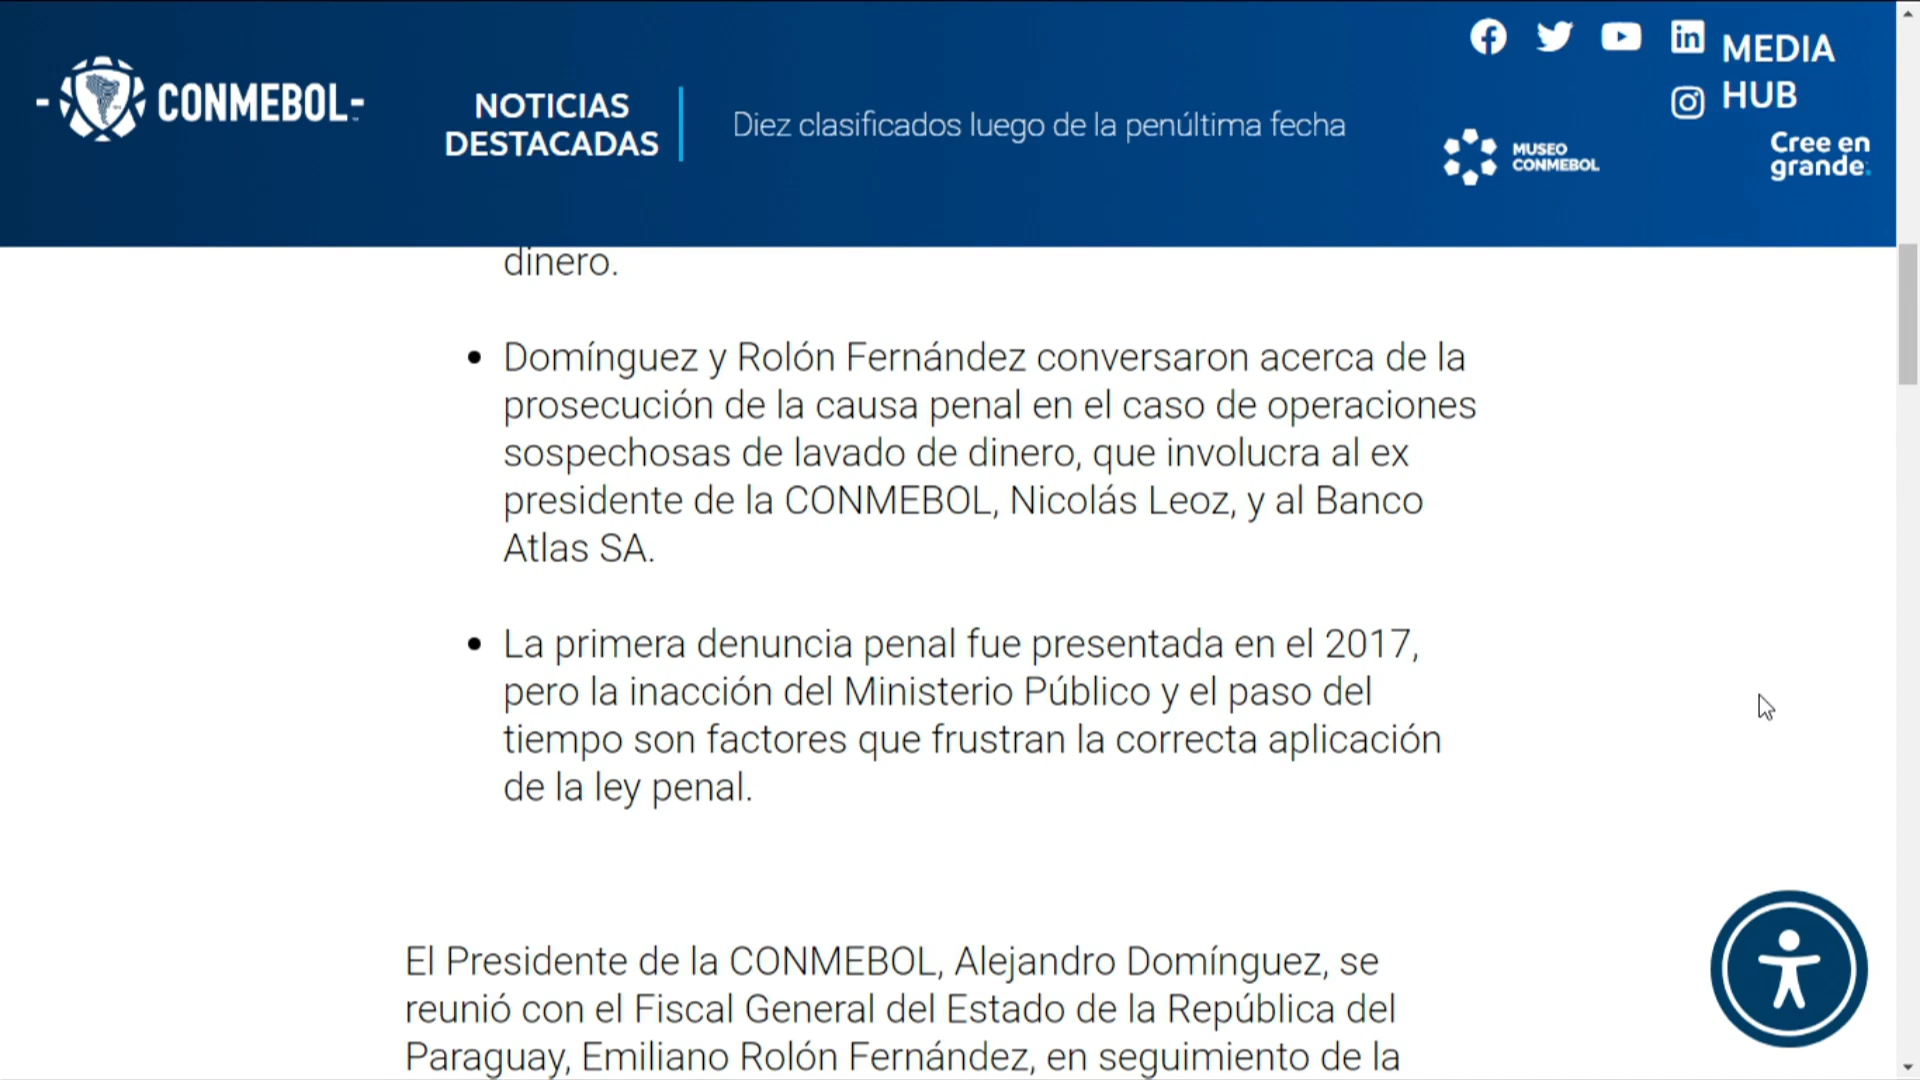 CONMEBOL
NOTICIAS
DESTACADAS
Diez clasificados luego de la penúltima fecha
MEDIA
HUB
MUSEO
CONMEBOL
Cree en
grande.
dinero.
Domínguez y Rolón Fernández conversaron acerca de la
prosecución de la causa penal en el caso de operaciones
sospechosas de lavado de dinero, que involucra al ex
presidente de la CONMEBOL, Nicolás Leoz, y al Banco
Atlas SA.
La primera denuncia penal fue presentada en el 2017,
pero la inacción del Ministerio Público y el paso del
tiempo son factores que frustran la correcta aplicación
de la ley penal.
El Presidente de la CONMEBOL, Alejandro Domínguez, se
reunió con el Fiscal General del Estado de la República del
Paraguay, Emiliano Rolón Fernández, en seguimiento de la